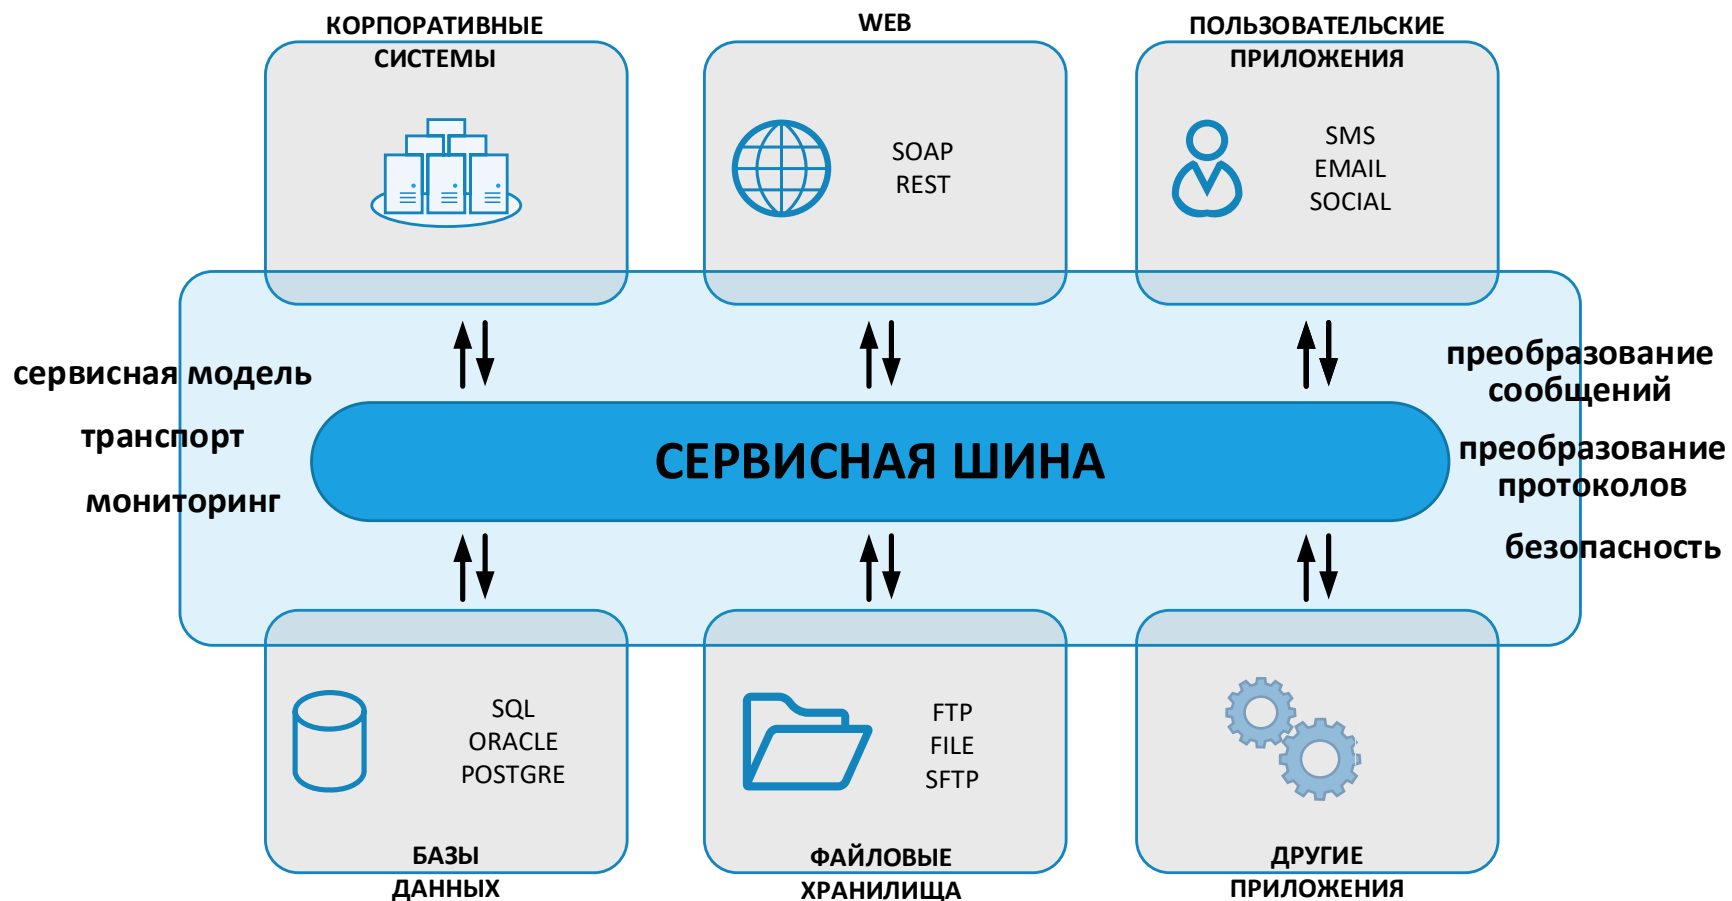 КОРПОРАТИВНЫЕ
СИСТЕМЫ
WEB
SOAP
REST
ПОЛЬЗОВАТЕЛЬСКИЕ
ПРИЛОЖЕНИЯ
SMS
EMAIL
SOCIAL
сервисная модель
транспорт
мониторинг
СЕРВИСНАЯ ШИНА
преобразование
сообщений
преобразование
протоколов
безопасность
SQL
ORACLE
POSTGRE
БАЗЫ
ДАННЫХ
FTP
FILE
SFTP
ФАЙЛОВЫЕ
ХРАНИЛИЩА
ДРУГИЕ
ПРИЛОЖЕНИЯ